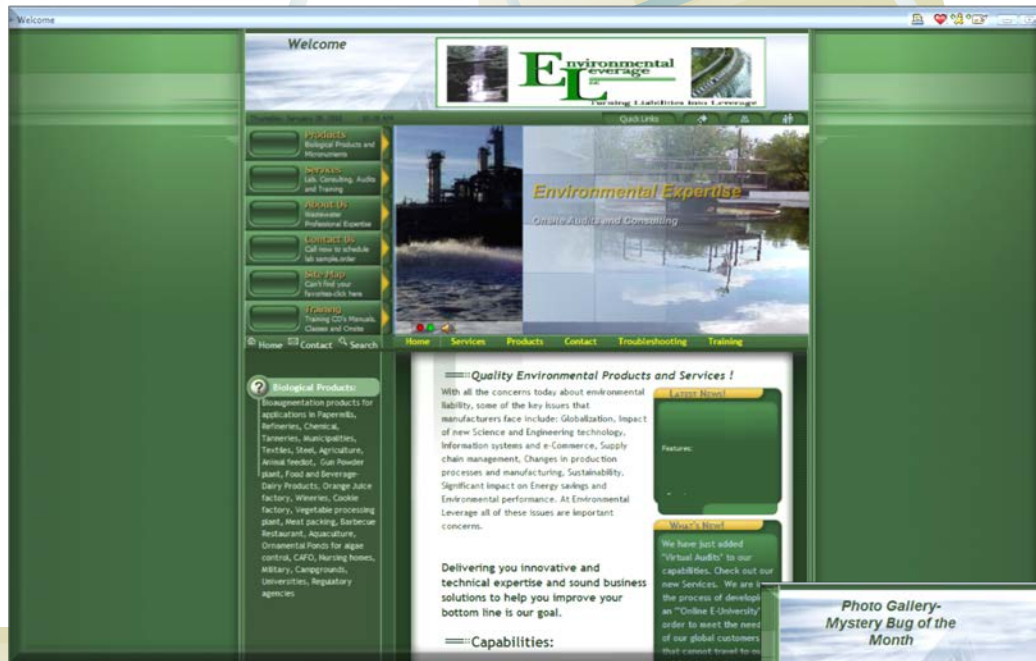 Welcome
Welcome
Environmental
Leverage
Turning Liabilities Into Leverage
Quick Links
Products
Biological Products and
Micronutrients
Services
Lab, Consulting, Audits
and Training
About Us
Wastewater
Professional Expertise
Contact Us
Call now to schedule
lab sample,order
Site Map
Can't find your
favorites-click here
Training
Training CD's Manuals,
Classes and Onsite
Environmental Expertise
Onsite Audits and Consulting
Home Contact Search
Home Services Products Contact Troubleshooting Training
Biological Products:
Bioaugmentation products for
applications in Papermills,
Refineries, Chemical,
Tanneries, Municipalities,
Textiles, Steel, Agriculture,
Animal feedlot, Gun Powder
plant, Food and Beverage-
Dairy Products, Orange Juice
factory, Wineries, Cookie
factory, Vegetable processing
plant, Meat packing, Barbecue
Restaurant, Aquaculture,
Ornamental Ponds for algae
control, CAFO, Nursing homes,
Military, Campgrounds,
Universities, Regulatory
agencies
Quality Environmental Products and Services !
With all the concerns today about environmental
liability, some of the key issues that
manufacturers face include: Globalization, Impact
of new Science and Engineering technology,
Information systems and e-Commerce, Supply
chain management, Changes in production
processes and manufacturing, Sustainability,
Significant impact on Energy savings and
Environmental performance. At Environmental
Leverage all of these issues are important
concerns.
Delivering you innovative and
technical expertise and sound business
solutions to help you improve your
bottom line is our goal.
Capabilities:
Latest News!
Features:
What's New!
We have just added
"Virtual Audits" to our
capabilities. Check out our
new Services. We are
the process of
an "Online E-University"
order to meet the
of our global customers
that cannot travel to
Photo Gallery-
Mystery Bug of the
Month